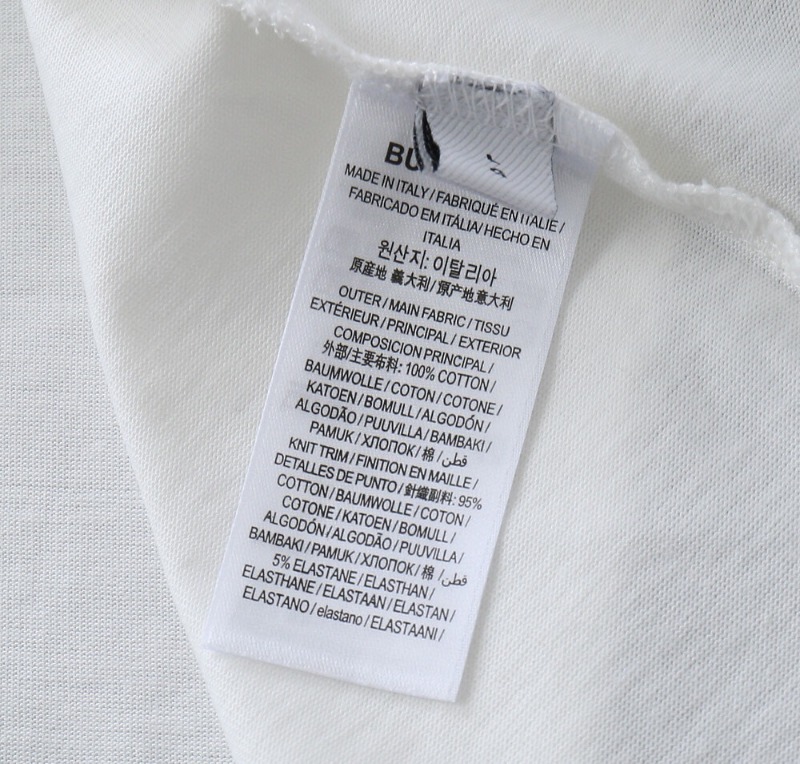 BU
MADE IN ITALY / FABRIQUÉ EN ITALIE /
FABRICADO EM ITÁLIA/ HECHO EN
ITALIA
원산지: 이탈리아
原産地 義大利 / 原产地意大利
OUTER / MAIN FABRIC / TISSU
EXTÉRIEUR / PRINCIPAL / EXTERIOR
COMPOSICION PRINCIPAL /
外部/主要布料: 100% COTTON /
BAUMWOLLE / COTON / COTONE /
KATOEN / BOMULL / ALGODÓN /
ALGODÃO / PUUVILLA / BAMBAKI /
PAMUK / ХЛОПОК / 棉 / قطن
KNIT TRIM / FINITION EN MAILLE /
DETALLES DE PUNTO / 針織副料: 95%
COTTON / BAUMWOLLE / COTON /
COTONE / KATOEN / BOMULL /
ALGODÓN / ALGODÃO / PUUVILLA /
BAMBAKI / PAMUK / ХЛОПОК / 棉 / قطن
5% ELASTANE / ELASTHAN /
ELASTHANE / ELASTAAN / ELASTAN /
ELASTANO / elastano / ELASTAANI /